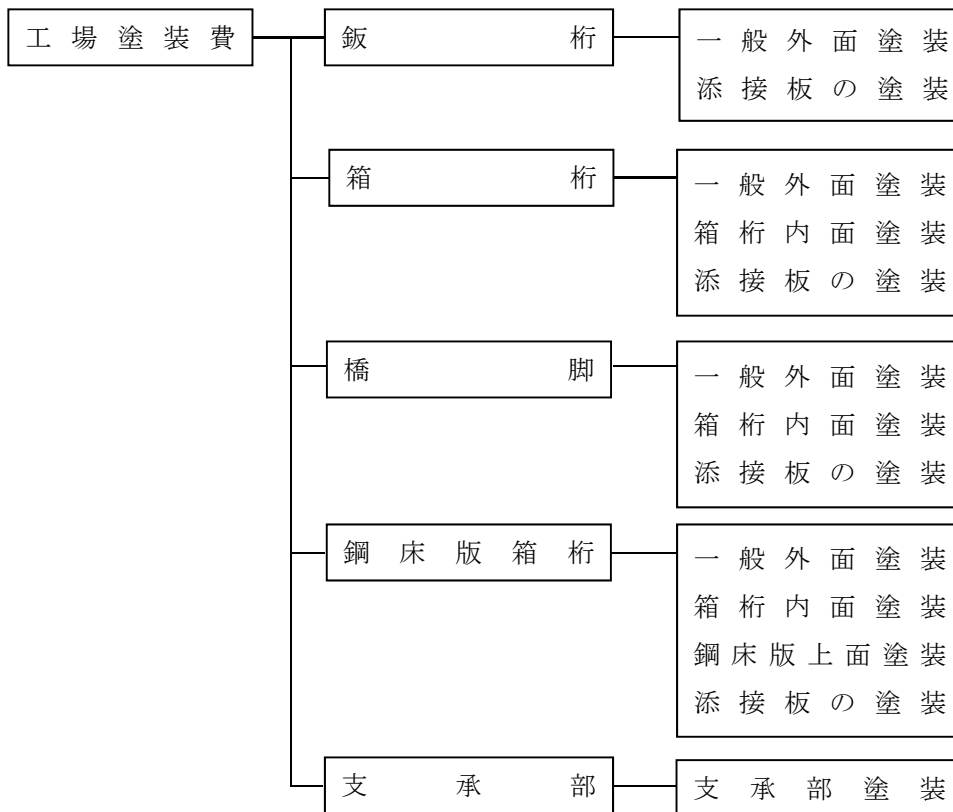 工場塗装費
鈑桁
一般外面塗装
添接板の塗装
箱桁
一般外面塗装
箱桁内面塗装
添接板の塗装
橋脚
一般外面塗装
箱桁内面塗装
添接板の塗装
鋼床版箱桁
一般外面塗装
箱桁内面塗装
鋼床版上面塗装
添接板の塗装
支承部
支承部塗装